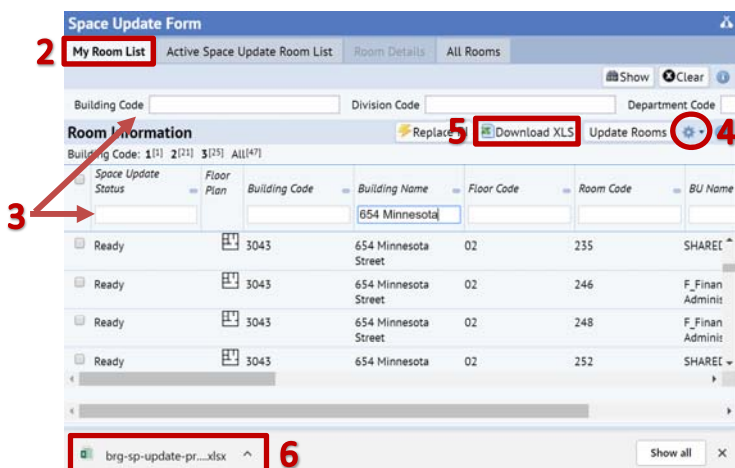 Space Update Form
2 My Room List Active Space Update Room List Room Details All Rooms
Show Clear
Building Code Division Code Department Code
Room Information Replace 5 Download XLS Update Rooms 4
Building Code: 1[1] 2[21] 3[25] All[47]
Space Update Status Floor Plan Building Code Building Name Floor Code Room Code BU Name
3 654 Minnesota
Ready 3043 654 Minnesota Street 02 235 SHARED
Ready 3043 654 Minnesota Street 02 246 F_Finan Adminis
Ready 3043 654 Minnesota Street 02 248 F_Finan Adminis
Ready 3043 654 Minnesota 02 252 SHARED
brg-sp-update-pr....xlsx 6 Show all